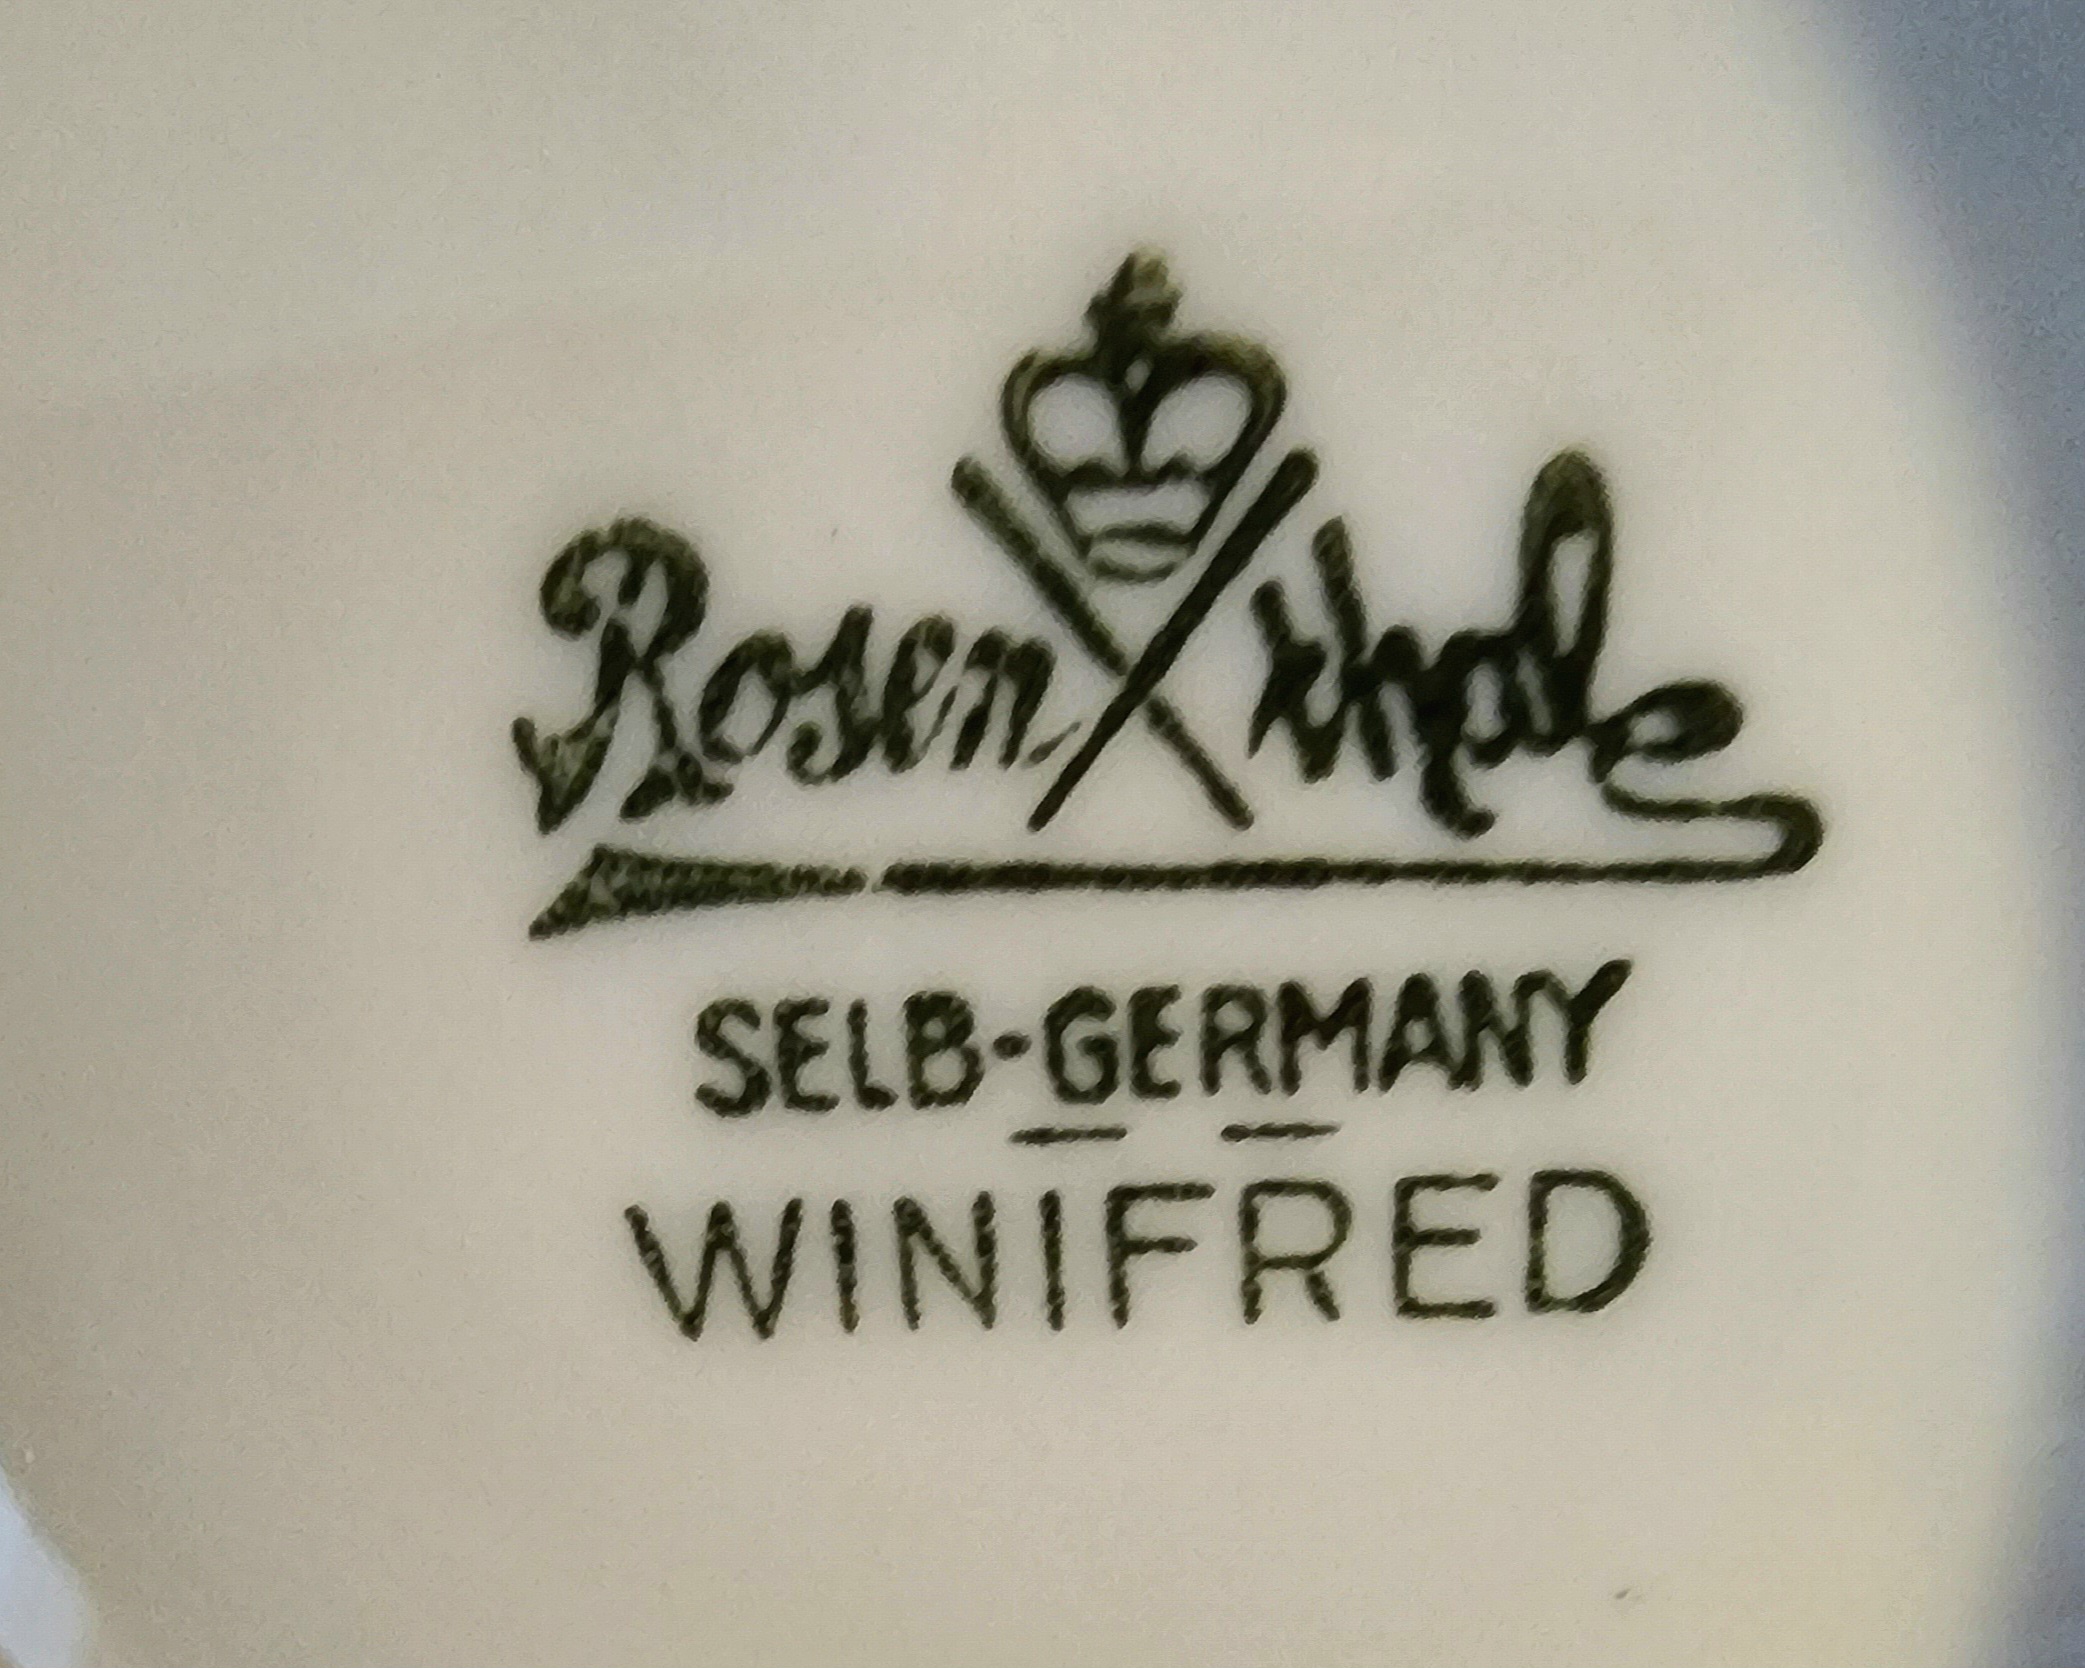 Rosenthal
SELB-GERMANY
WINIFRED